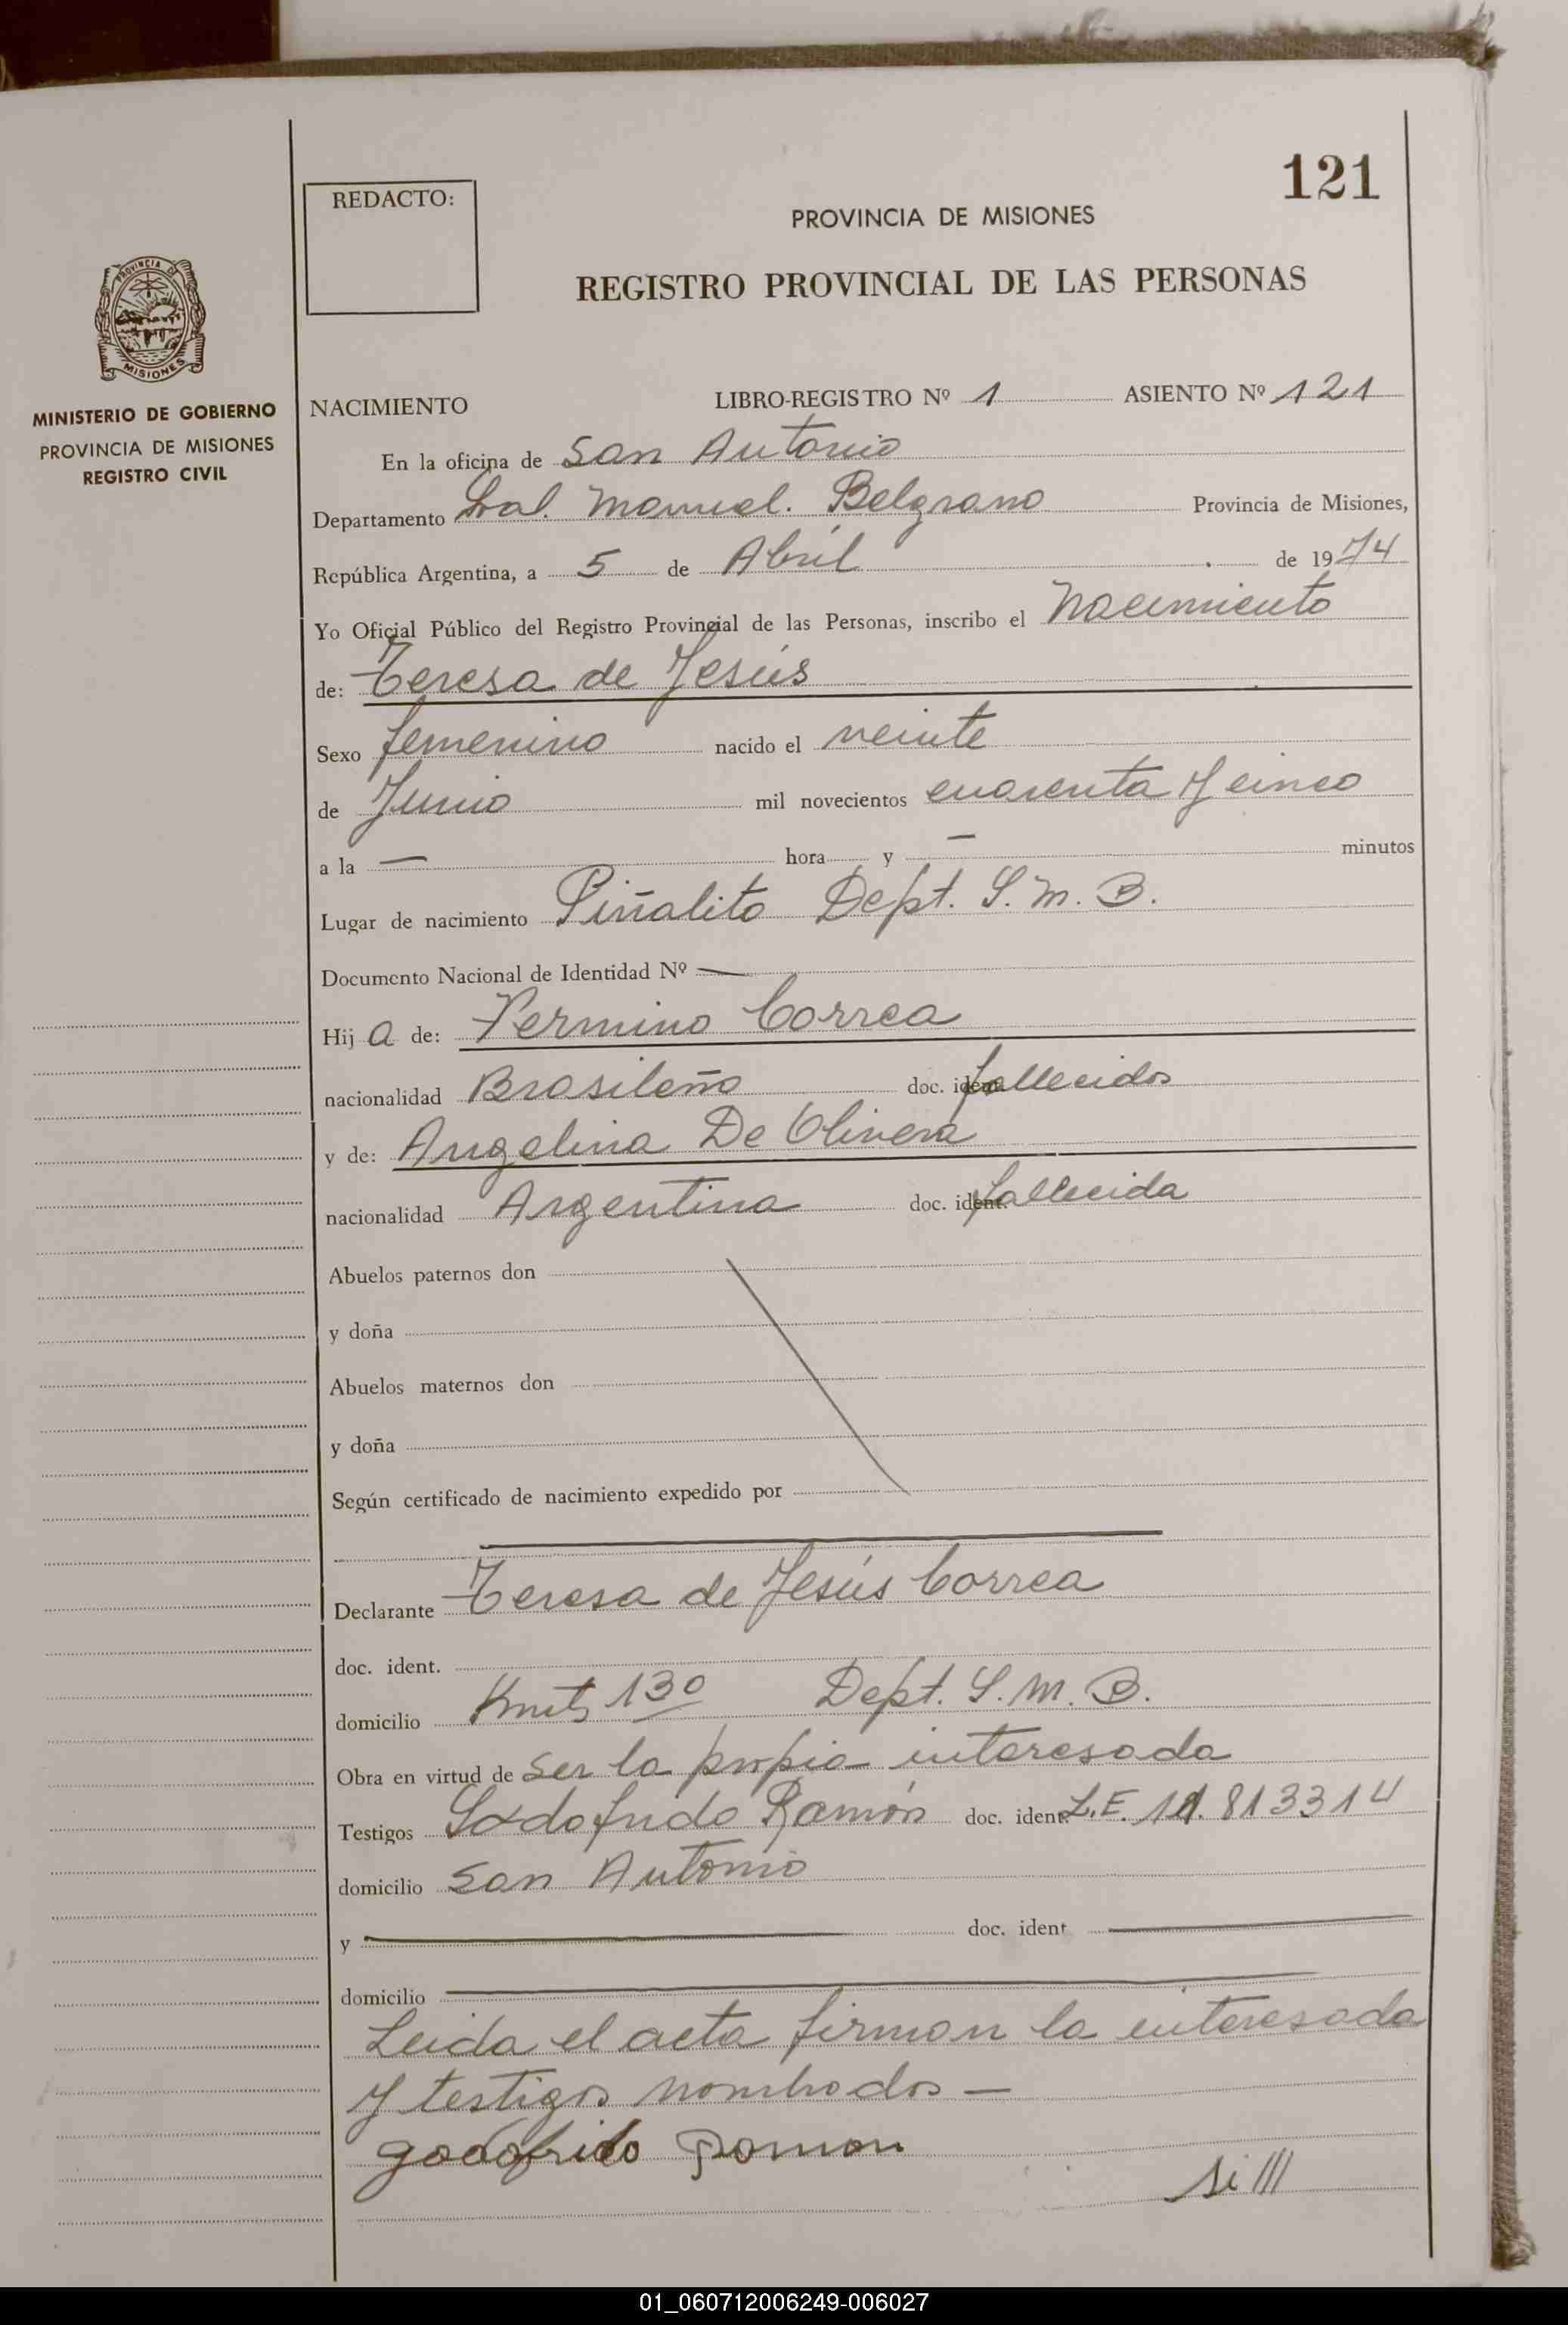 121
REDACTO:
PROVINCIA DE MISIONES
REGISTRO PROVINCIAL DE LAS PERSONAS
PROVINCIA DE
MISIONES
MINISTERIO DE GOBIERNO
PROVINCIA DE MISIONES
REGISTRO CIVIL
NACIMIENTO LIBRO-REGISTRO Nº 1 ASIENTO Nº 121
En la oficina de San Antonio
Departamento Gral. Manuel. Belgrano Provincia de Misiones,
República Argentina, a 5 de Abril de 1974
Yo Oficial Público del Registro Provincial de las Personas, inscribo el Nacimiento
de: Teresa de Jesús
Sexo femenino nacido el veinte
de Junio mil novecientos cuarenta y cinco
a la — hora y — minutos
Lugar de nacimiento Piñalito Dept. G. M. B.
Documento Nacional de Identidad Nº —
Hija de: Fermino Correa
nacionalidad Brasileño doc. ident. fallecidos
y de: Angelina De Olivera
nacionalidad Argentina doc. ident. fallecida
Abuelos paternos don
y doña
Abuelos maternos don
y doña
Según certificado de nacimiento expedido por
Declarante Teresa de Jesús Correa
doc. ident.
domicilio Kmts 130 Dept. G. M. B.
Obra en virtud de ser la propia interesada
Testigos Ramón doc. ident. L.E. 813314
domicilio San Antonio
y doc. ident
domicilio
Leida el acta firman la interesada
y testigos nombrados —
godofrido Ramon
si///
01_060712006249-006027